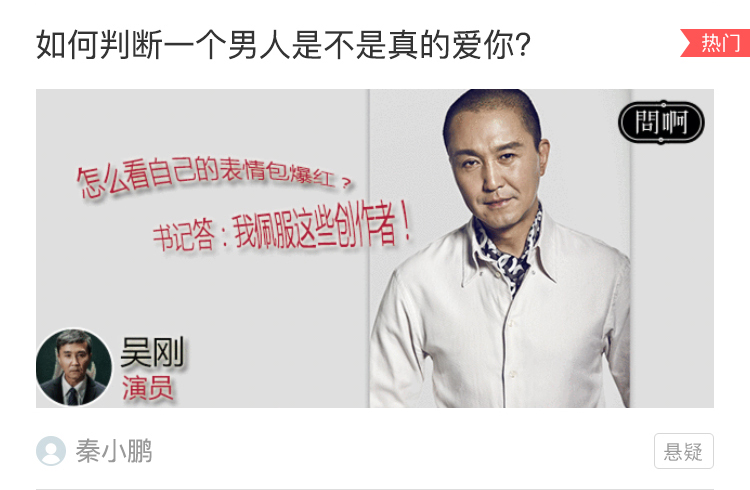 如何判断一个男人是不是真的爱你?
热门
問啊
怎么看自己的表情包爆红？
书记答：我佩服这些创作者！
吴刚
演员
秦小鹏
悬疑